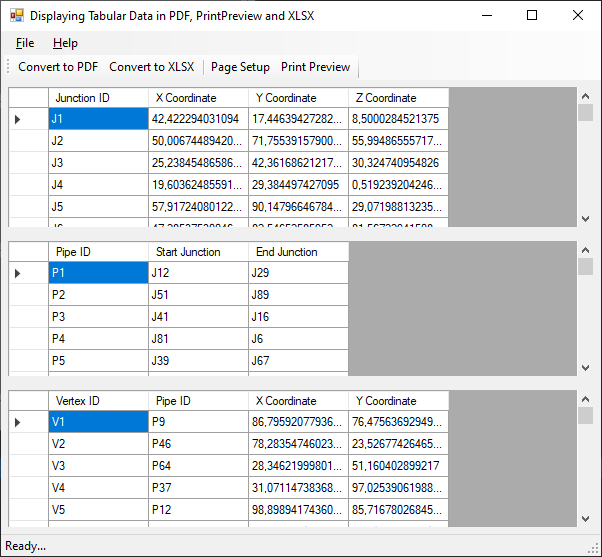 Displaying Tabular Data in PDF, PrintPreview and XLSX
File Help
Convert to PDF Convert to XLSX Page Setup Print Preview
Junction ID X Coordinate Y Coordinate Z Coordinate
J1 42,422294031094 17,44639427282... 8,5000284521375
J2 50,00674489420... 71,75539157900... 55,99486555717...
J3 25,23845486586... 42,36168621217... 30,324740954826
J4 19,60362485591... 29,384497427095 0,519239204246...
J5 57,91724080122... 90,14796646784... 29,07198813235...
Pipe ID Start Junction End Junction
P1 J12 J29
P2 J51 J89
P3 J41 J16
P4 J81 J6
P5 J39 J67
Vertex ID Pipe ID X Coordinate Y Coordinate
V1 P9 86,79592077936... 76,47563692949...
V2 P46 78,28354746023... 23,52677426465...
V3 P64 28,34621999801... 51,160402899217
V4 P37 31,07114738368... 97,02539061988...
V5 P12 98,89894174360... 85,71678026845...
Ready...